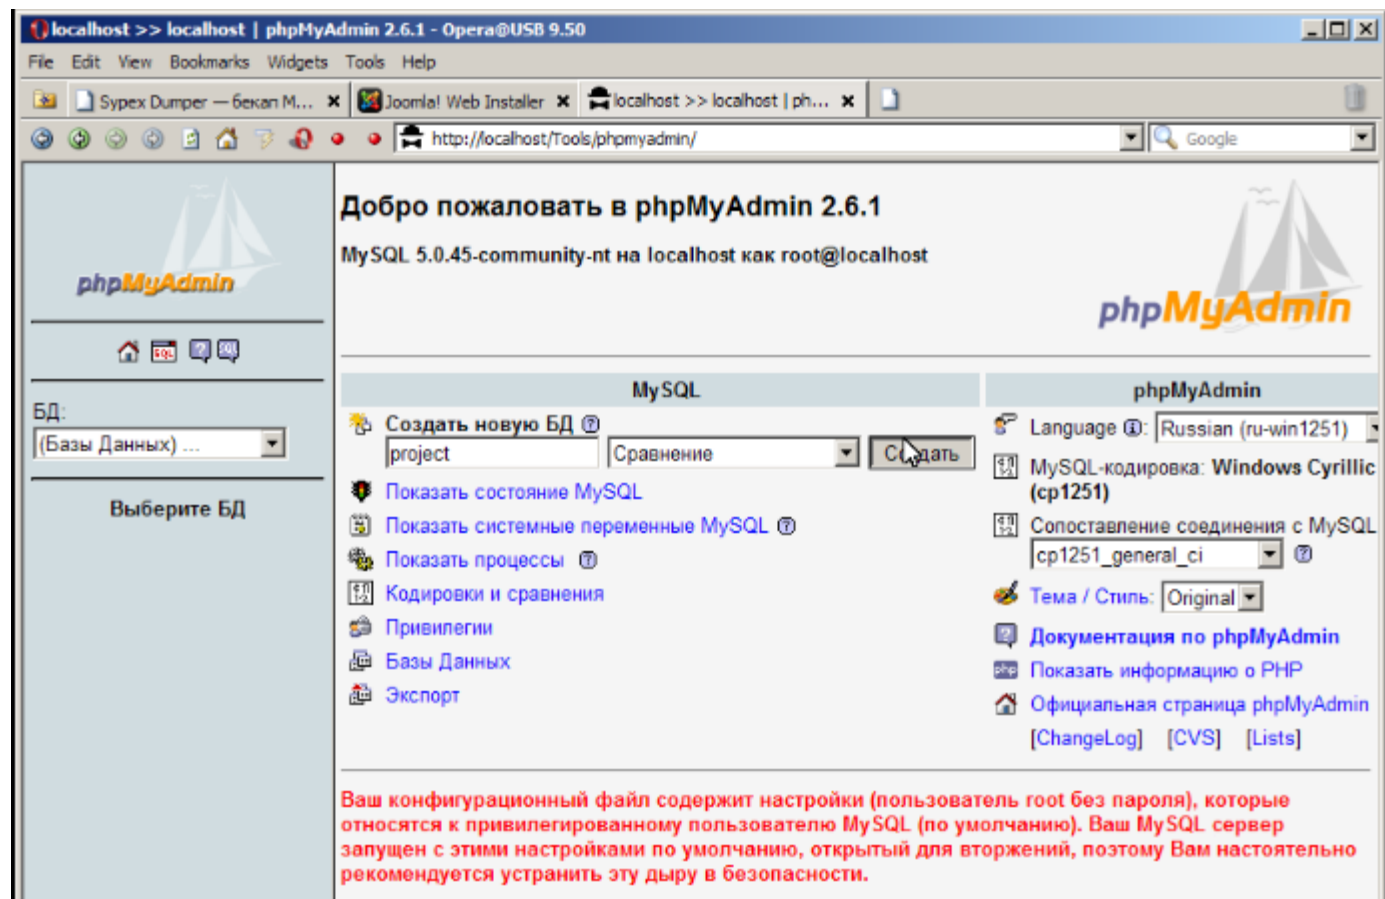 localhost >> localhost | phpMyAdmin 2.6.1 - Opera@USB 9.50
File Edit View Bookmarks Widgets Tools Help
Sypex Dumper — бекап M... Joomla! Web Installer localhost >> localhost | ph...
http://localhost/Tools/phpmyadmin/ Google
phpMyAdmin
БД:
(Базы Данных) ...
Выберите БД
Добро пожаловать в phpMyAdmin 2.6.1
MySQL 5.0.45-community-nt на localhost как root@localhost
phpMyAdmin
MySQL
Создать новую БД
project Сравнение Создать
Показать состояние MySQL
Показать системные переменные MySQL
Показать процессы
Кодировки и сравнения
Привилегии
Базы Данных
Экспорт
phpMyAdmin
Language : Russian (ru-win1251)
MySQL-кодировка: Windows Cyrillic
(cp1251)
Сопоставление соединения с MySQL
cp1251_general_ci
Тема / Стиль: Original
Документация по phpMyAdmin
Показать информацию о PHP
Официальная страница phpMyAdmin
[ChangeLog] [CVS] [Lists]
Ваш конфигурационный файл содержит настройки (пользователь root без пароля), которые
относятся к привилегированному пользователю MySQL (по умолчанию). Ваш MySQL сервер
запущен с этими настройками по умолчанию, открытый для вторжений, поэтому Вам настоятельно
рекомендуется устранить эту дыру в безопасности.